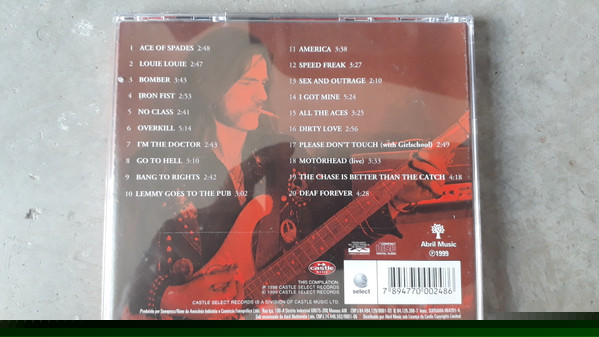 1 ACE OF SPADES 2:48
2 LOUIE LOUIE 2:47
3 BOMBER 3:43
4 IRON FIST 2:53
5 NO CLASS 2:41
6 OVERKILL 5:14
7 I'M THE DOCTOR 2:43
8 GO TO HELL 3:10
9 BANG TO RIGHTS 2:42
10 LEMMY GOES TO THE PUB 3:02
11 AMERICA 3:38
12 SPEED FREAK 3:27
13 SEX AND OUTRAGE 2:10
14 I GOT MINE 5:24
15 ALL THE ACES 3:25
16 DIRTY LOVE 2:56
17 PLEASE DON'T TOUCH (with Girlschool) 2:49
18 MOTÖRHEAD (live) 3:33
19 THE CHASE IS BETTER THAN THE CATCH 4:18
20 DEAF FOREVER 4:28
Abril Music
℗1999
castle
THIS COMPILATION
P 1998 CASTLE SELECT RECORDS
© 1999 CASTLE SELECT RECORDS
select
7 894770 002486
CASTLE SELECT RECORDS IS A DIVISION OF CASTLE MUSIC LTD.